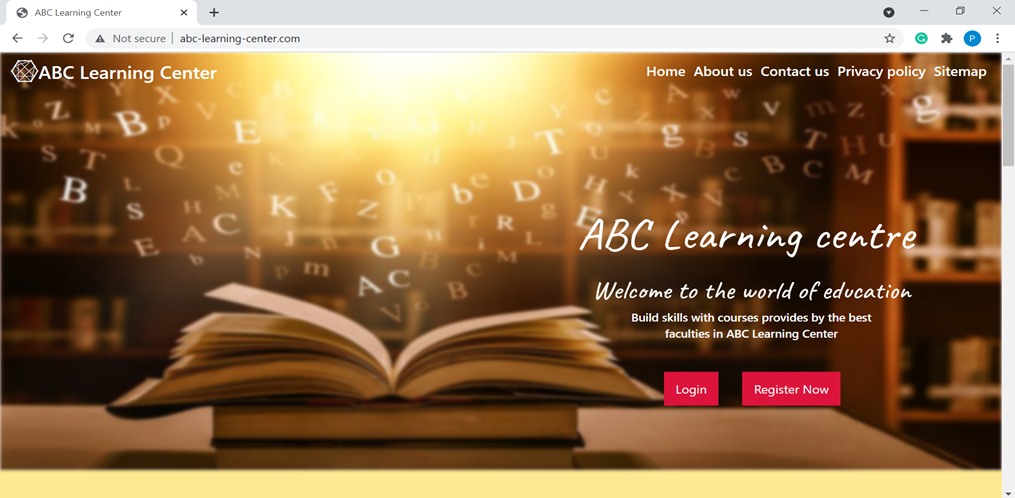 ABC Learning Center
Not secure | abc-learning-center.com
P
ABC Learning Center
Home About us Contact us Privacy policy Sitemap
ABC Learning centre
Welcome to the world of education
Build skills with courses provides by the best
faculties in ABC Learning Center
Login Register Now